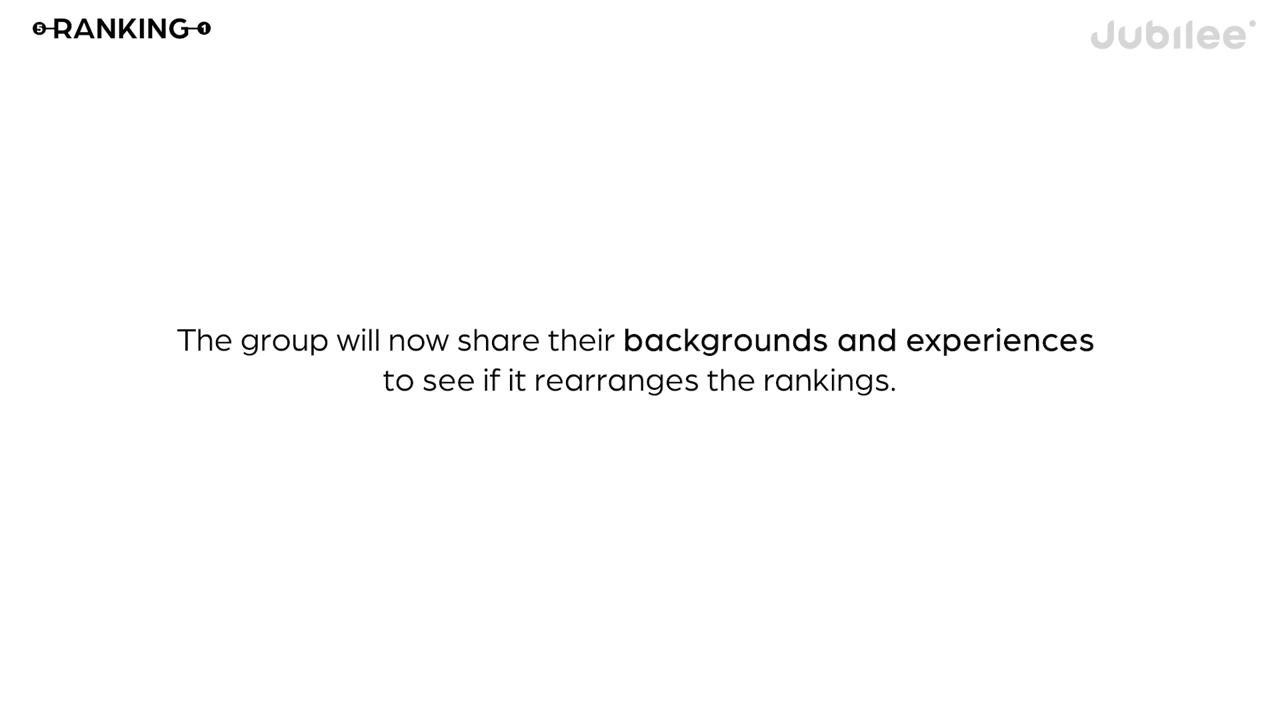 5 RANKING 1
Jubilee
The group will now share their backgrounds and experiences
to see if it rearranges the rankings.